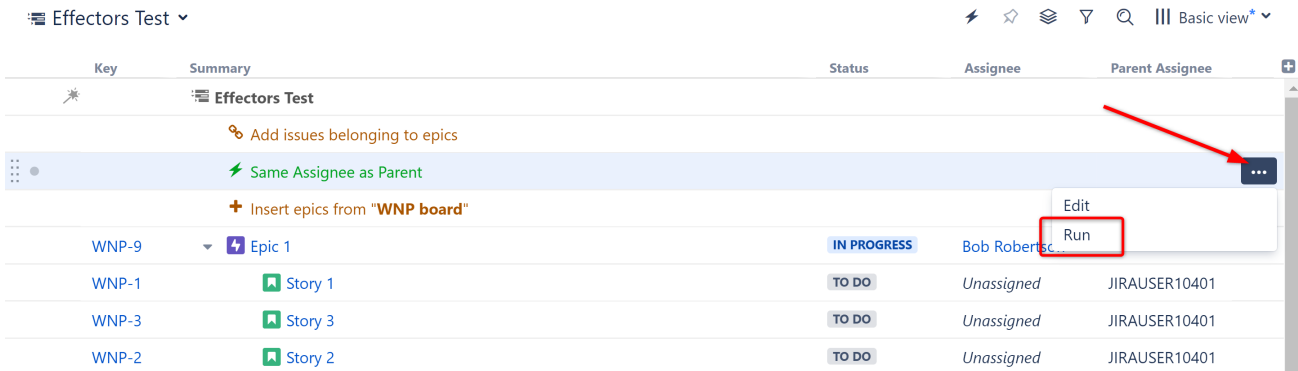 Effectors Test
Basic view*
Key Summary Status Assignee Parent Assignee
Effectors Test
Add issues belonging to epics
Same Assignee as Parent
Insert epics from "WNP board"
Edit
Run
WNP-9 Epic 1 IN PROGRESS Bob Robertson
WNP-1 Story 1 TO DO Unassigned JIRAUSER10401
WNP-3 Story 3 TO DO Unassigned JIRAUSER10401
WNP-2 Story 2 TO DO Unassigned JIRAUSER10401